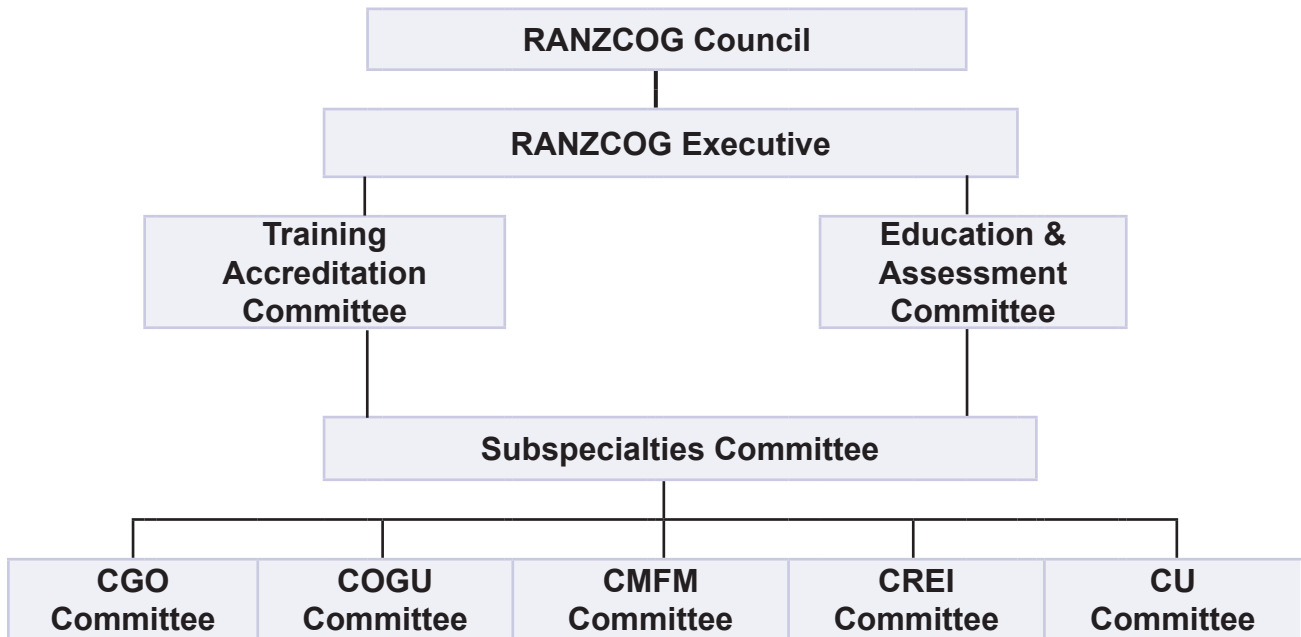 RANZCOG Council
RANZCOG Executive
Training
Accreditation
Committee
Education &
Assessment
Committee
Subspecialties Committee
CGO
Committee
COGU
Committee
CMFM
Committee
CREI
Committee
CU
Committee